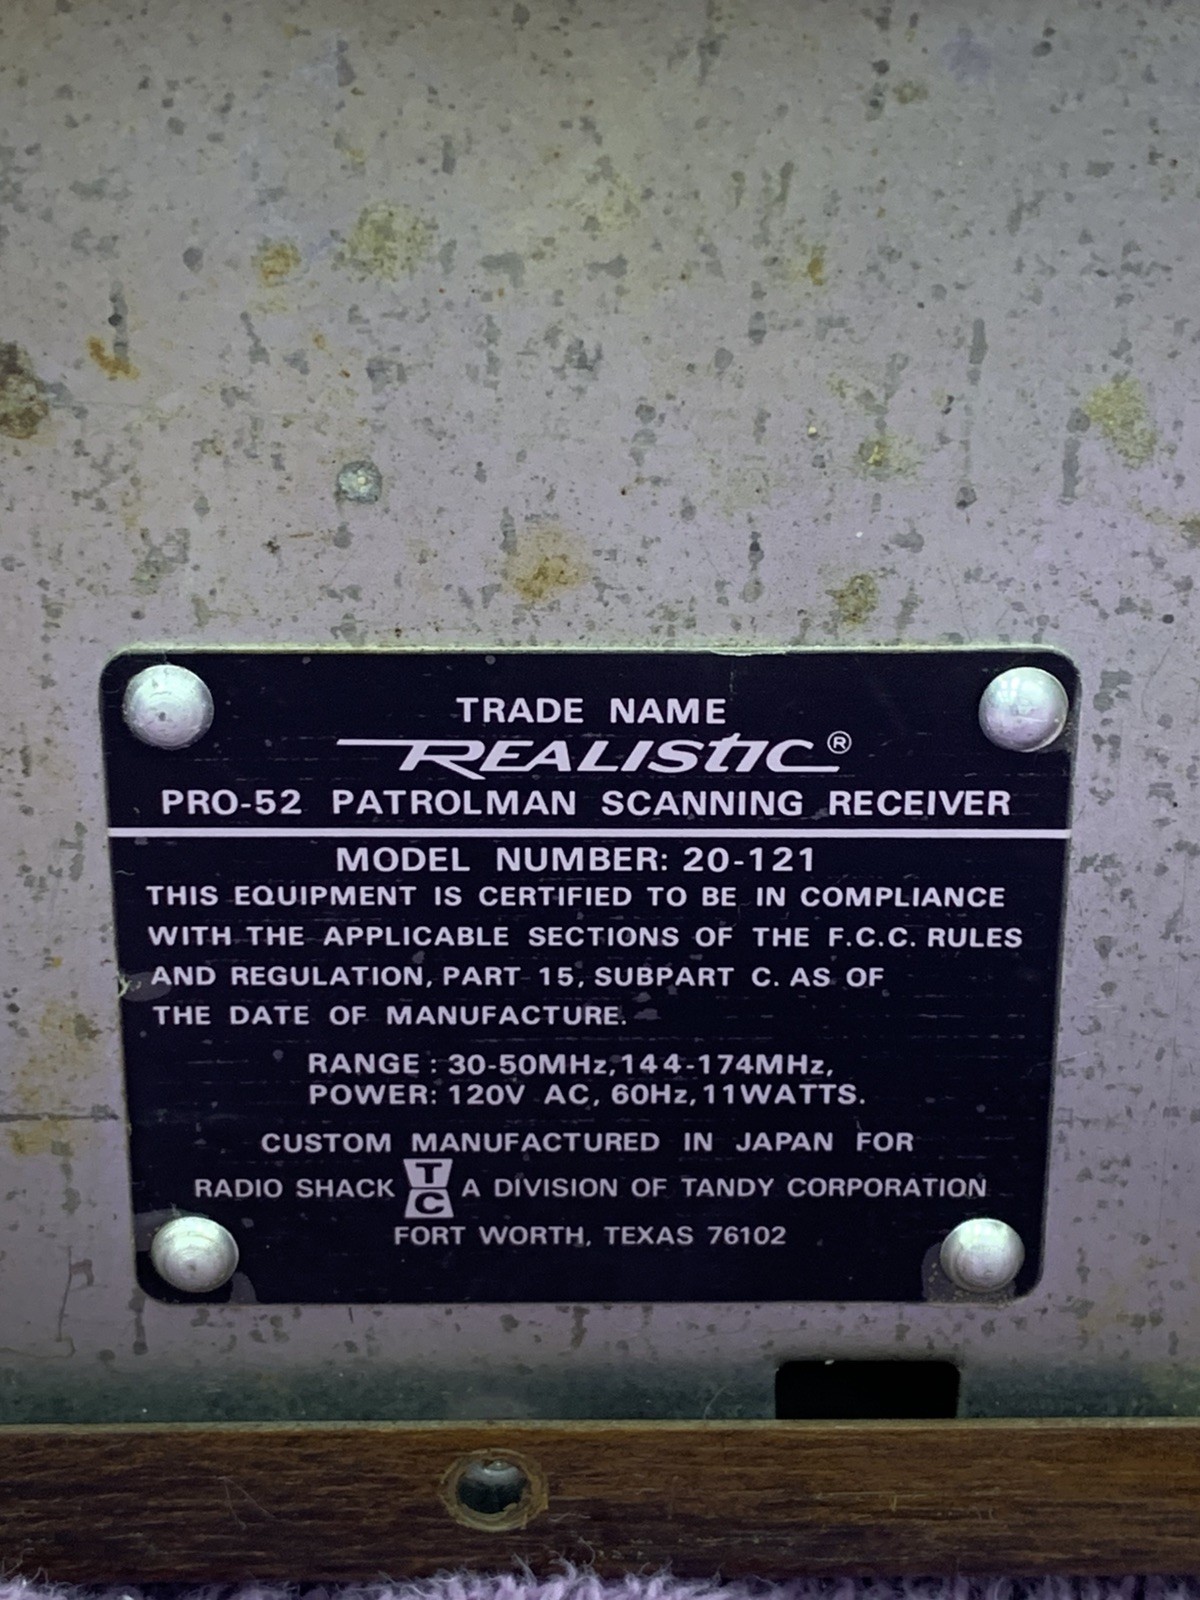 TRADE NAME
REALISTIC®
PRO-52 PATROLMAN SCANNING RECEIVER
MODEL NUMBER: 20-121
THIS EQUIPMENT IS CERTIFIED TO BE IN COMPLIANCE
WITH THE APPLICABLE SECTIONS OF THE F.C.C. RULES
AND REGULATION, PART 15, SUBPART C. AS OF
THE DATE OF MANUFACTURE.
RANGE : 30-50MHz,144-174MHz,
POWER: 120V AC, 60Hz,11WATTS.
CUSTOM MANUFACTURED IN JAPAN FOR
RADIO SHACK TC A DIVISION OF TANDY CORPORATION
FORT WORTH, TEXAS 76102